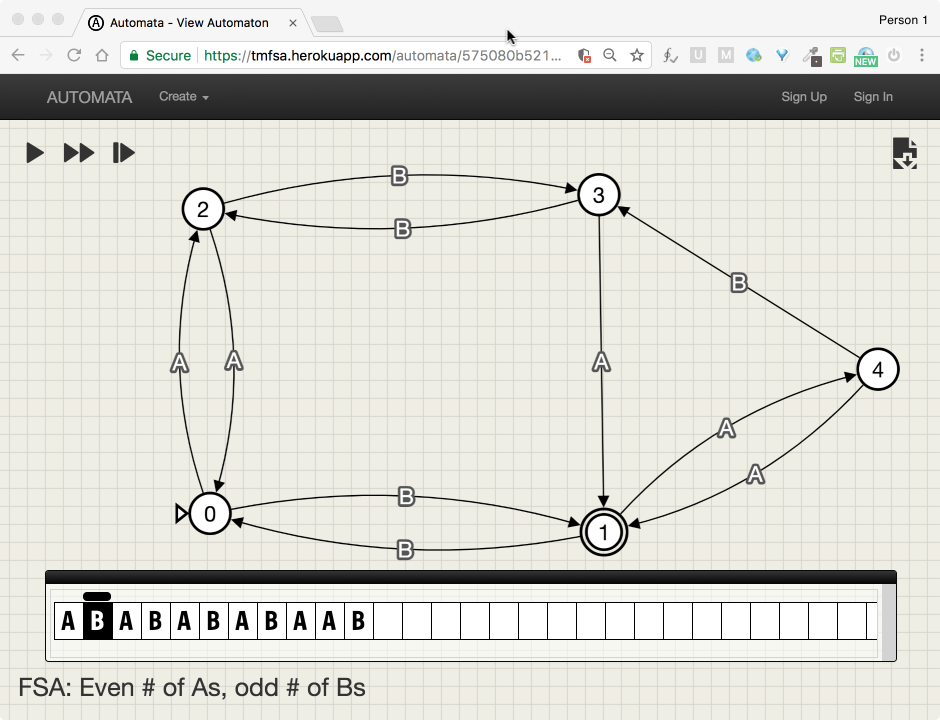 Automata - View Automaton
Person 1
Secure https://tmfsa.herokuapp.com/automata/575080b521...
U M NEW
AUTOMATA Create Sign Up Sign In
B
2 3
B
B
A A A
4
A
A
B
0 1
B
A B A B A B A B A A B
FSA: Even # of As, odd # of Bs